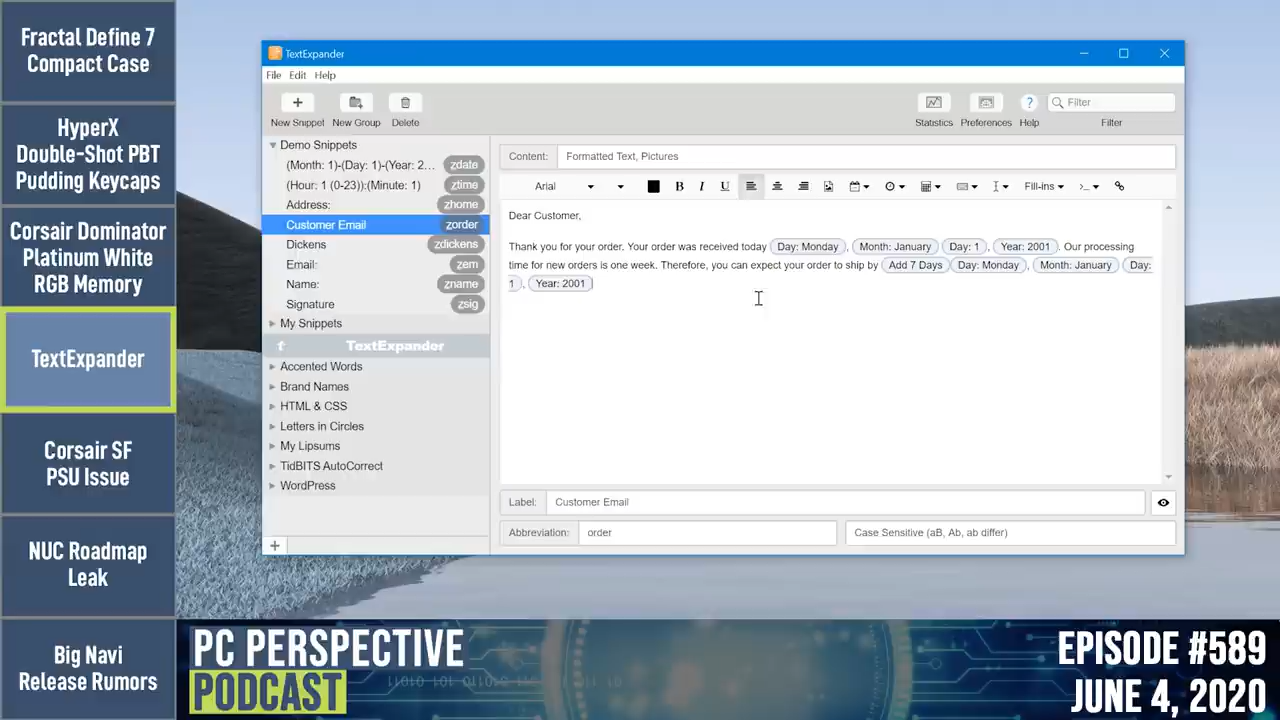 Fractal Define 7
Compact Case
HyperX
Double-Shot PBT
Pudding Keycaps
Corsair Dominator
Platinum White
RGB Memory
TextExpander
Corsair SF
PSU Issue
NUC Roadmap
Leak
Big Navi
Release Rumors
TextExpander
File Edit Help
New Snippet New Group Delete
Statistics Preferences Help Filter
Filter
Demo Snippets
(Month: 1)-(Day: 1)-(Year: 2... zdate
(Hour: 1 (0-23)):(Minute: 1) ztime
Address: zhome
Customer Email zorder
Dickens zdickens
Email: zem
Name: zname
Signature zsig
My Snippets
TextExpander
Accented Words
Brand Names
HTML & CSS
Letters in Circles
My Lipsums
TidBITS AutoCorrect
WordPress
Content: Formatted Text, Pictures
Arial B I U Fill-ins
Dear Customer,
Thank you for your order. Your order was received today Day: Monday , Month: January Day: 1 , Year: 2001 . Our processing
time for new orders is one week. Therefore, you can expect your order to ship by Add 7 Days Day: Monday , Month: January Day:
1 , Year: 2001
Label: Customer Email
Abbreviation: order Case Sensitive (aB, Ab, ab differ)
PC PERSPECTIVE
PODCAST
EPISODE #589
JUNE 4, 2020